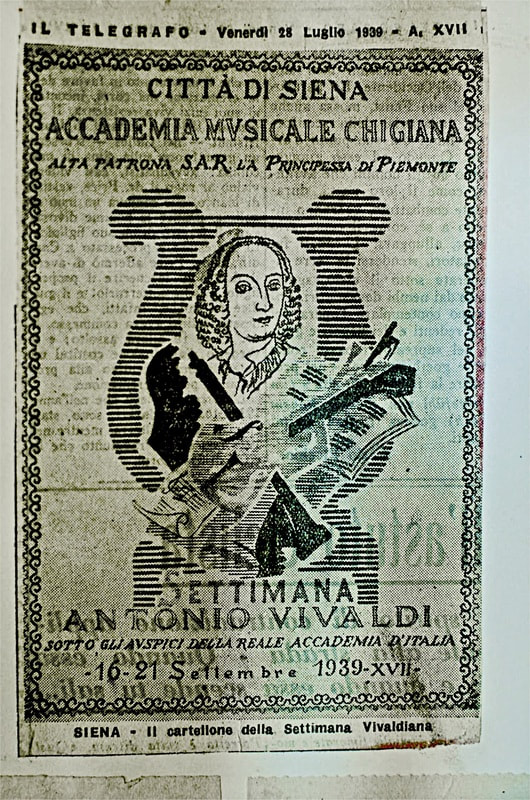 IL TELEGRAFO - Venerdì 28 Luglio 1939 - A. XVII
CITTÀ DI SIENA
ACCADEMIA MVSICALE CHIGIANA
ALTA PATRONA S.A.R. LA PRINCIPESSA DI PIEMONTE
SETTIMANA
ANTONIO VIVALDI
SOTTO GLI AVSPICI DELLA REALE ACCADEMIA D'ITALIA
-16-21 Settembre 1939-XVII-
SIENA - Il cartellone della Settimana Vivaldiana